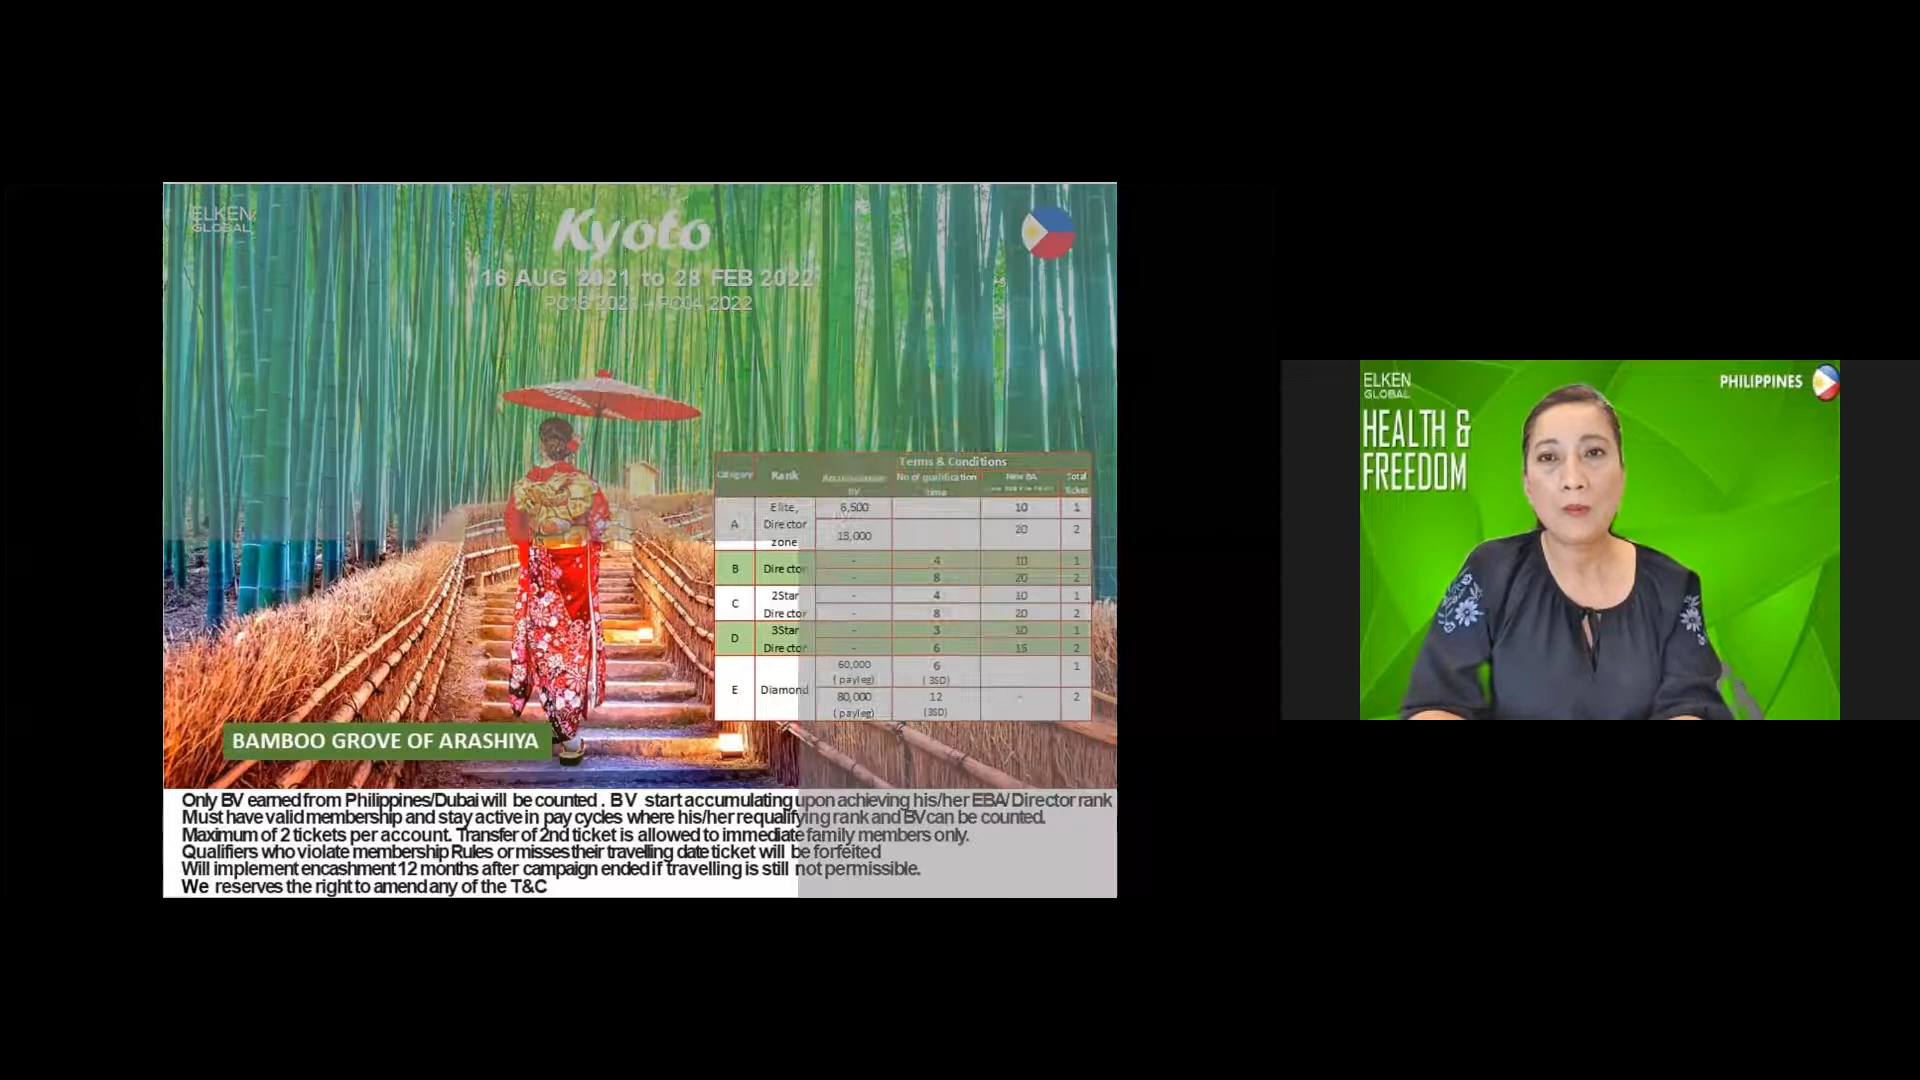 ELKEN
GLOBAL
Kyoto
16 AUG 2021 to 28 FEB 2022
PC16 2021 – PC04 2022
Category
Rank
Terms & Conditions
BV
No of qualification
time
New BA
Total
Ticket
A
Elite,
Director
zone
6,500 10 1
13,000 20 2
B
Director
- 4 10 1
- 8 20 2
C
2Star
Director
- 4 10 1
- 8 20 2
D
3Star
Director
- 3 10 1
- 6 15 2
E
Diamond
60,000 6 1
(payleg) (3SD)
80,000 12 - 2
(payleg) (3SD)
BAMBOO GROVE OF ARASHIYA
Only BV earned from Philippines/Dubai will be counted . BV start accumulating upon achieving his/her EBA/Director rank
Must have valid membership and stay active in pay cycles where his/her requalifying rank and BV can be counted.
Maximum of 2 tickets per account. Transfer of 2nd ticket is allowed to immediate family members only.
Qualifiers who violate membership Rules or misses their travelling date ticket will be forfeited
Will implement encashment 12 months after campaign ended if travelling is still not permissible.
We reserves the right to amend any of the T&C
ELKEN
GLOBAL
PHILIPPINES
HEALTH &
FREEDOM